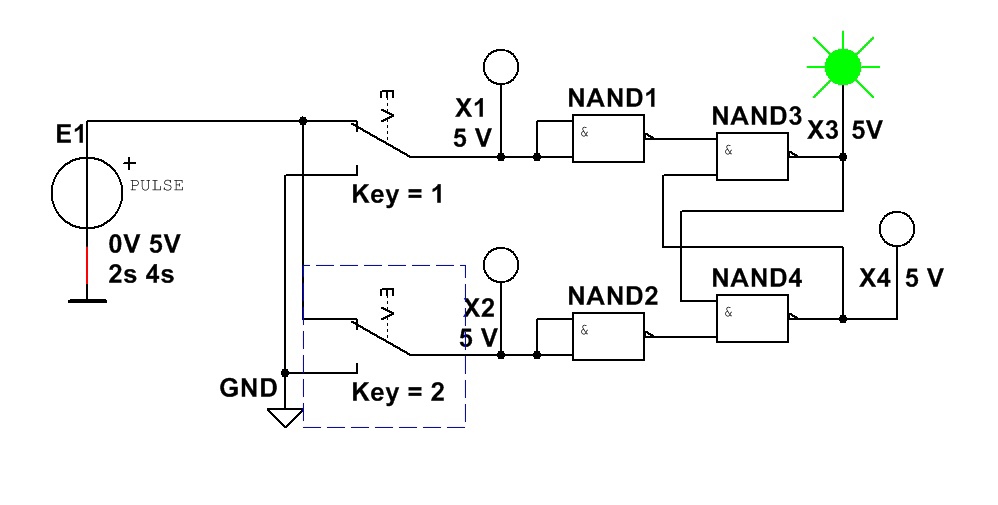 E1
+
PULSE
0V 5V
2s 4s
E
V
Key = 1
X1
5 V
NAND1
&
NAND3
&
X3 5V
X4 5 V
GND
E
V
Key = 2
X2
5 V
NAND2
&
NAND4
&